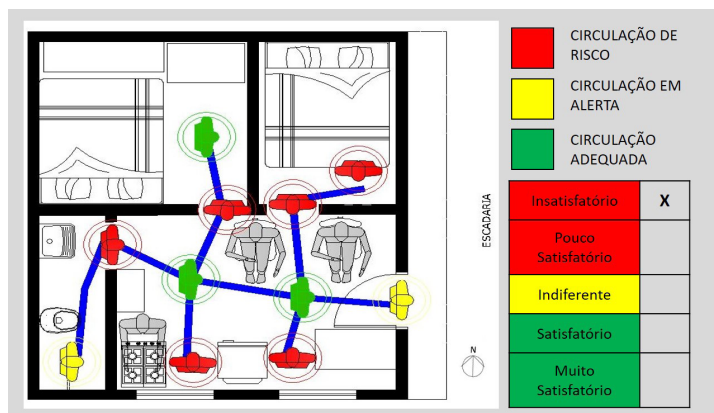 CIRCULAÇÃO DE
RISCO
CIRCULAÇÃO EM
ALERTA
CIRCULAÇÃO
ADEQUADA
Insatisfatório X
Pouco
Satisfatório
Indiferente
Satisfatório
Muito
Satisfatório
ESCADARIA
N